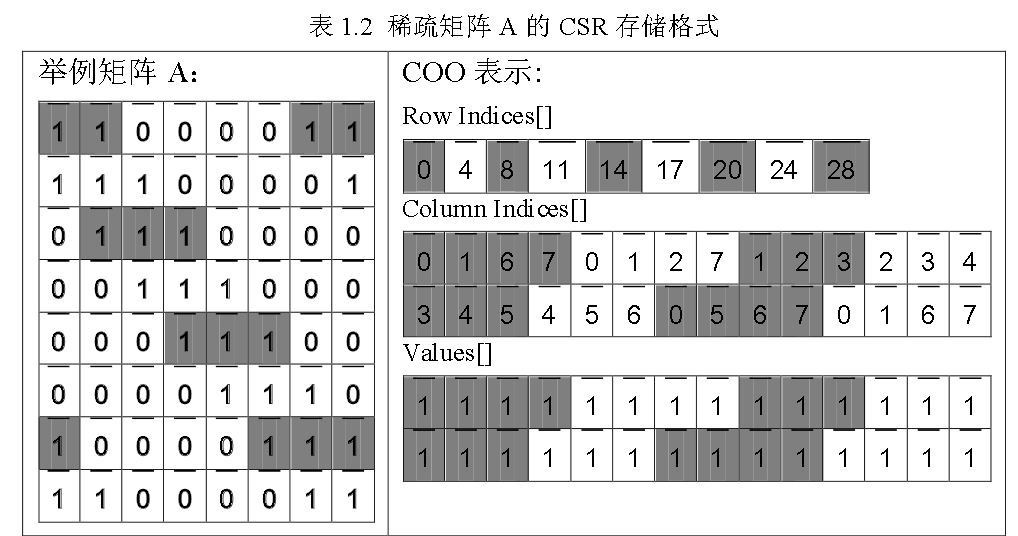 表 1.2 稀疏矩阵 A 的 CSR 存储格式
举例矩阵 A：
1 1 0 0 0 0 1 1
1 1 1 0 0 0 0 1
0 1 1 1 0 0 0 0
0 0 1 1 1 0 0 0
0 0 0 1 1 1 0 0
0 0 0 0 1 1 1 0
1 0 0 0 0 1 1 1
1 1 0 0 0 0 1 1
COO 表示：
Row Indices[]
0 4 8 11 14 17 20 24 28
Column Indices[]
0 1 6 7 0 1 2 7 1 2 3 2 3 4
3 4 5 4 5 6 0 5 6 7 0 1 6 7
Values[]
1 1 1 1 1 1 1 1 1 1 1 1 1 1
1 1 1 1 1 1 1 1 1 1 1 1 1 1